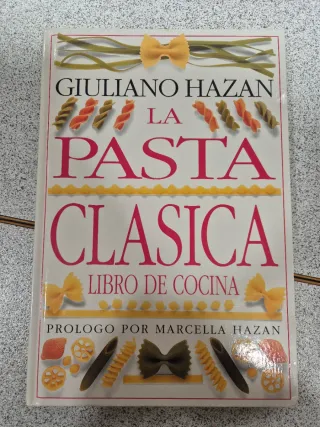 GIULIANO HAZAN
LA
PASTA
CLASICA
LIBRO DE COCINA
PROLOGO POR MARCELLA HAZAN